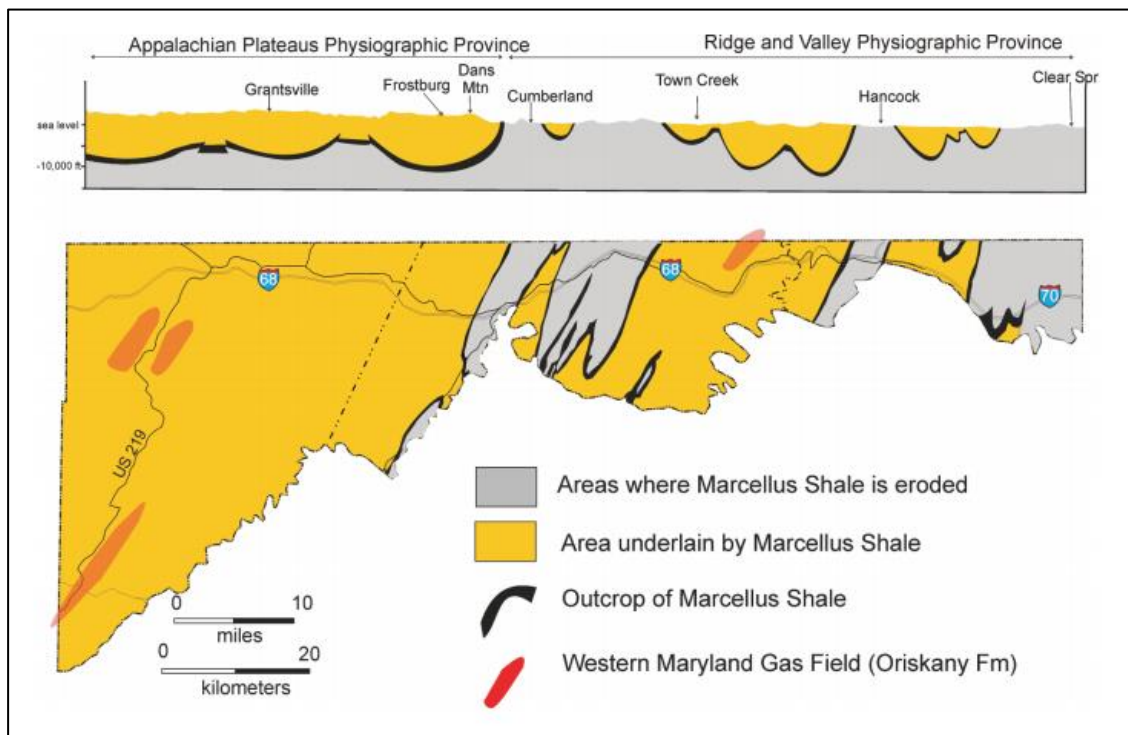 Appalachian Plateaus Physiographic Province
Ridge and Valley Physiographic Province
Grantsville
Frostburg
Dans
Mtn
Cumberland
Town Creek
Hancock
Clear Spr
sea level
-10,000 ft
68
68
70
US 219
Areas where Marcellus Shale is eroded
Area underlain by Marcellus Shale
Outcrop of Marcellus Shale
Western Maryland Gas Field (Oriskany Fm)
0 10
miles
0 20
kilometers